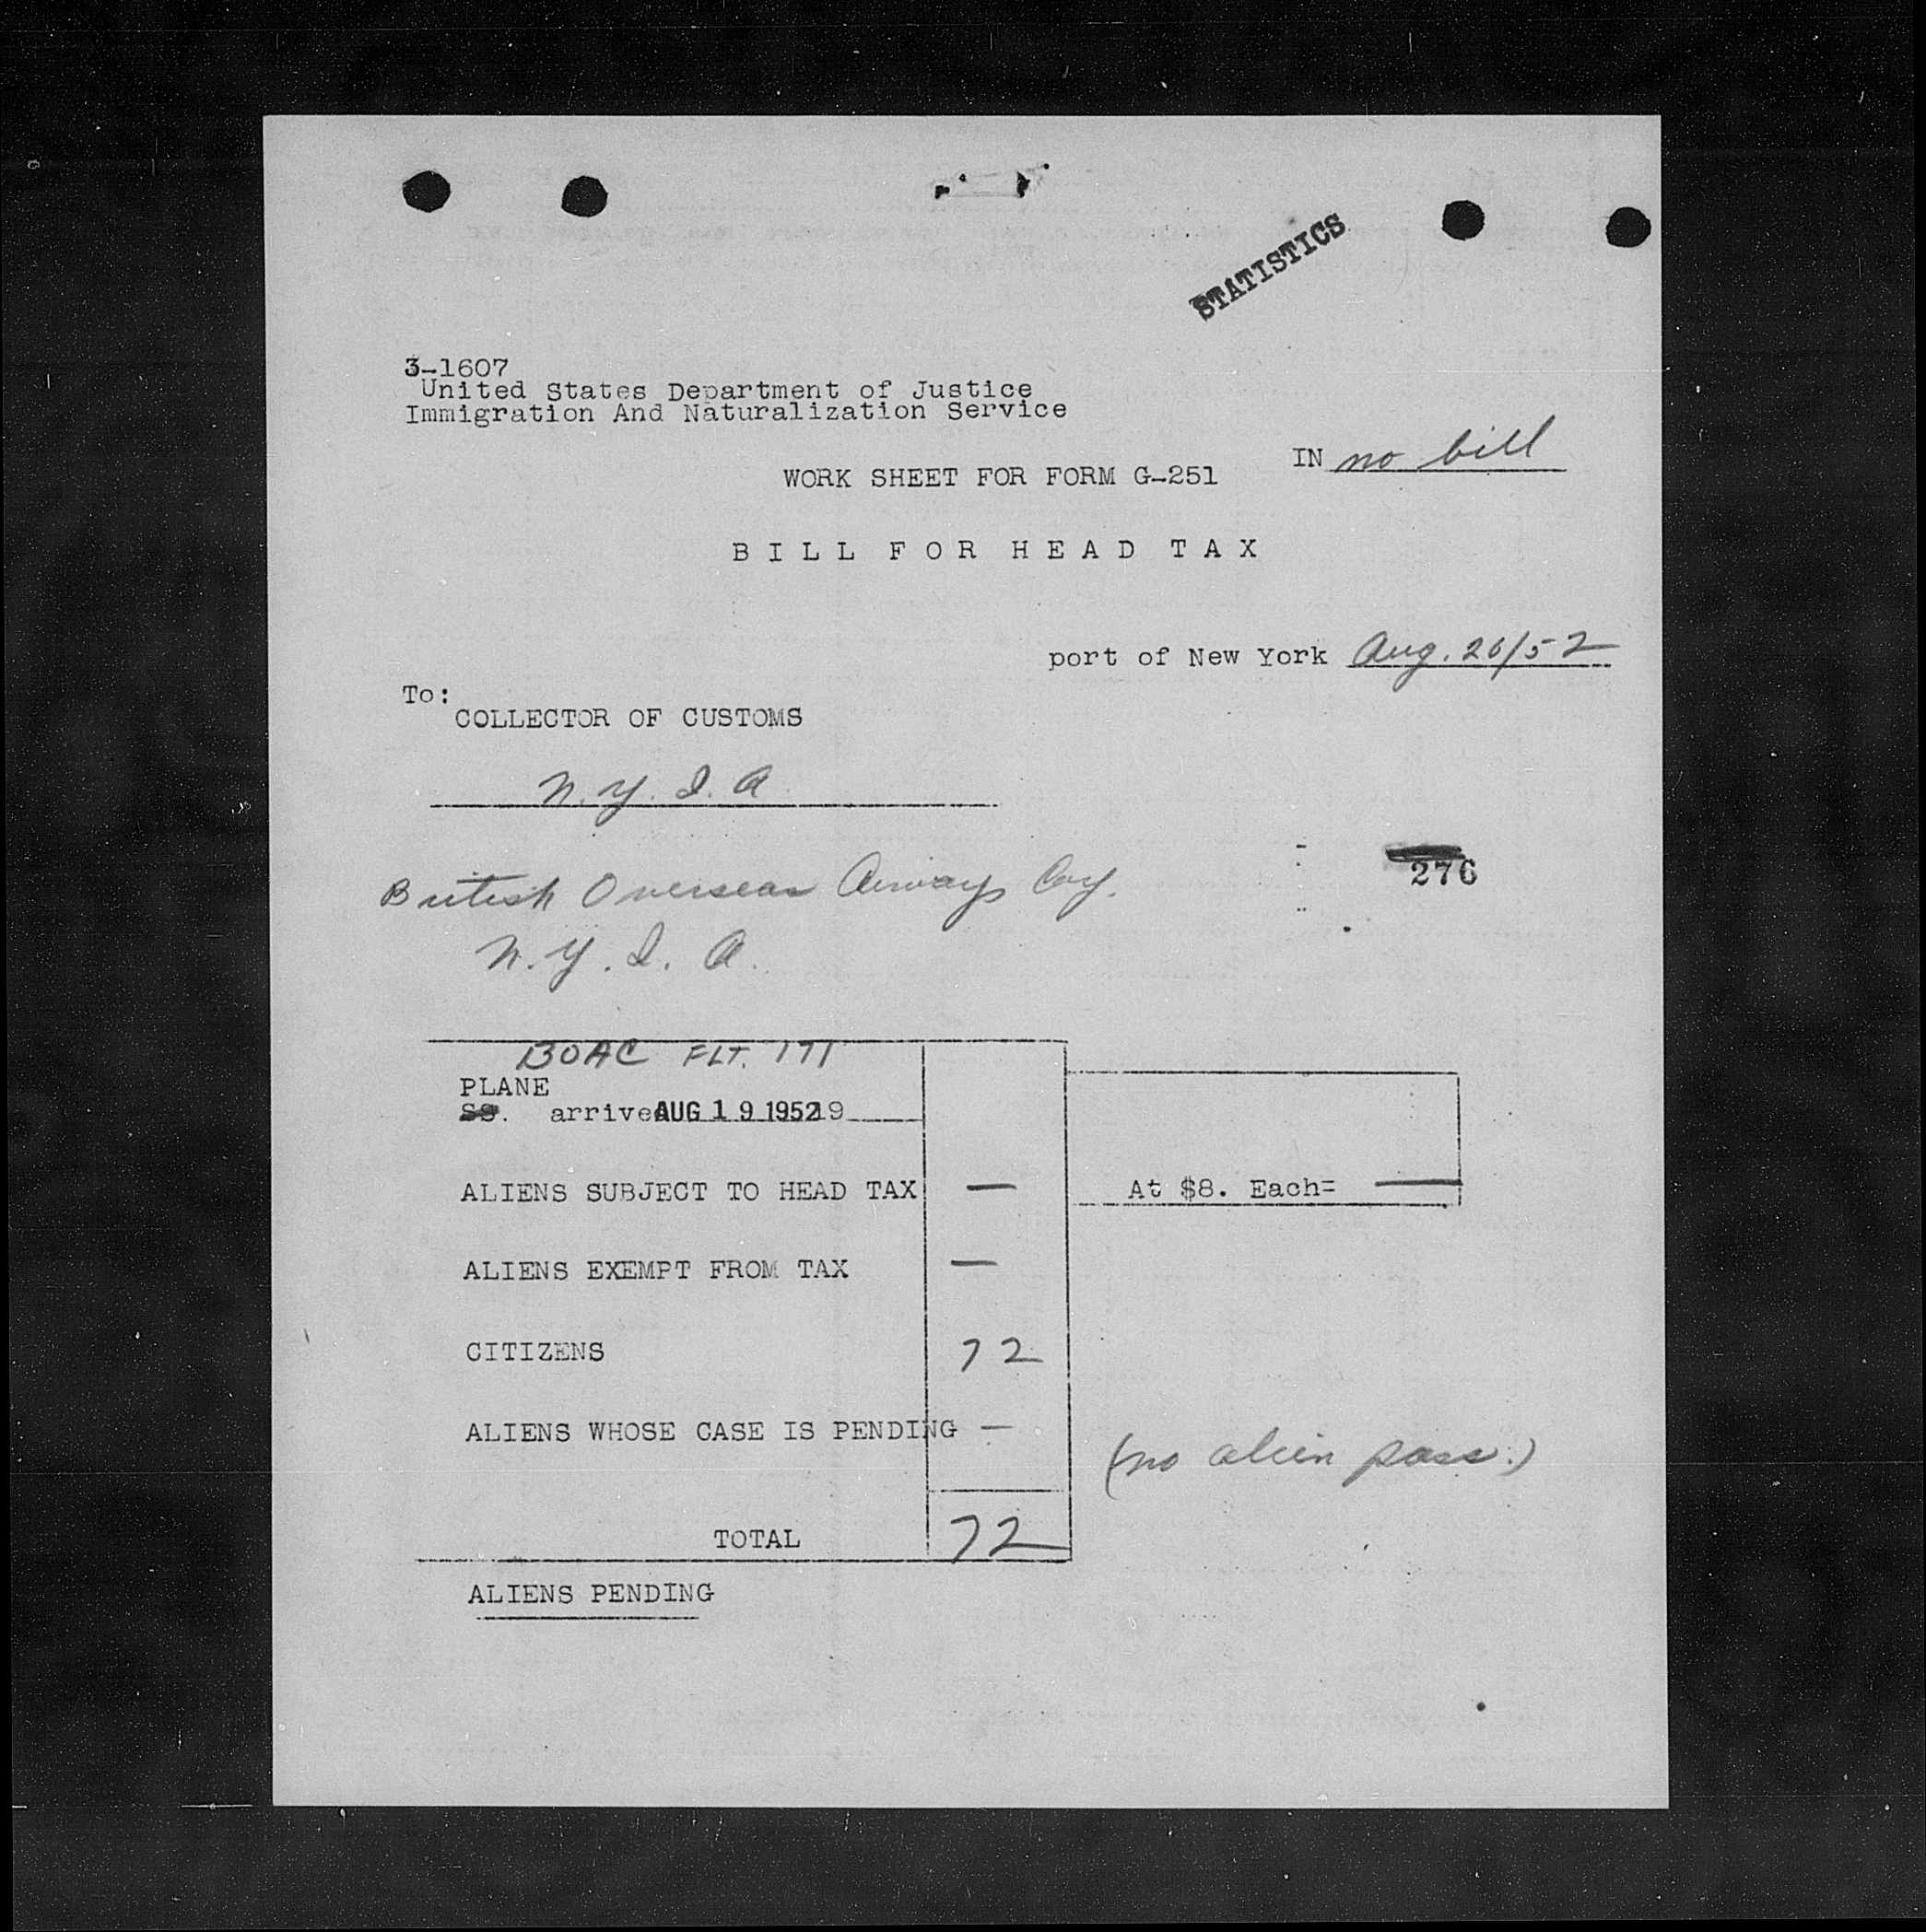 STATISTICS
3-1607
United States Department of Justice
Immigration And Naturalization Service
IN no bill
WORK SHEET FOR FORM G-251
BILL FOR HEAD TAX
port of New York Aug. 26/52
To:
COLLECTOR OF CUSTOMS
N.Y.I.A
276
British Overseas Airways Coy.
N.Y.I.A.
BOAC FLT. 171
PLANE
SS. arrived AUG 19 1952 19
ALIENS SUBJECT TO HEAD TAX — At $8. Each= —
ALIENS EXEMPT FROM TAX —
CITIZENS 72
ALIENS WHOSE CASE IS PENDING —
(no alien pass.)
TOTAL 72
ALIENS PENDING